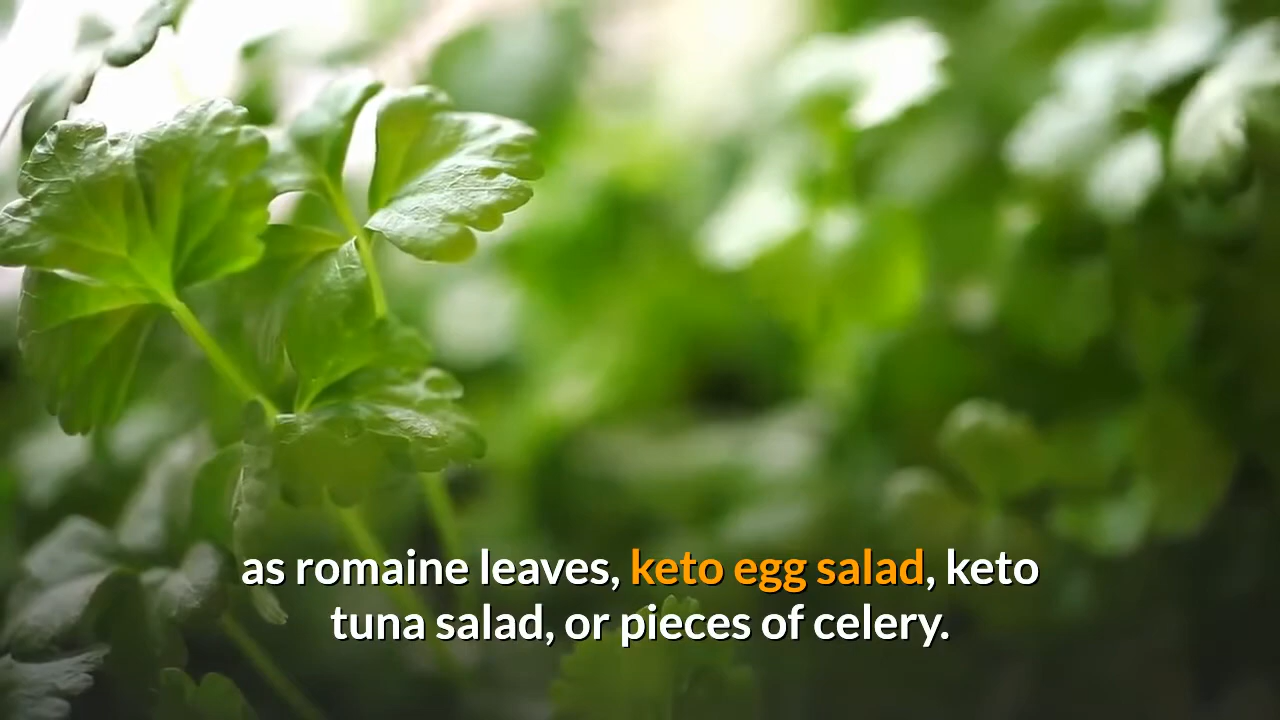 as romaine leaves, keto egg salad, keto
tuna salad, or pieces of celery.